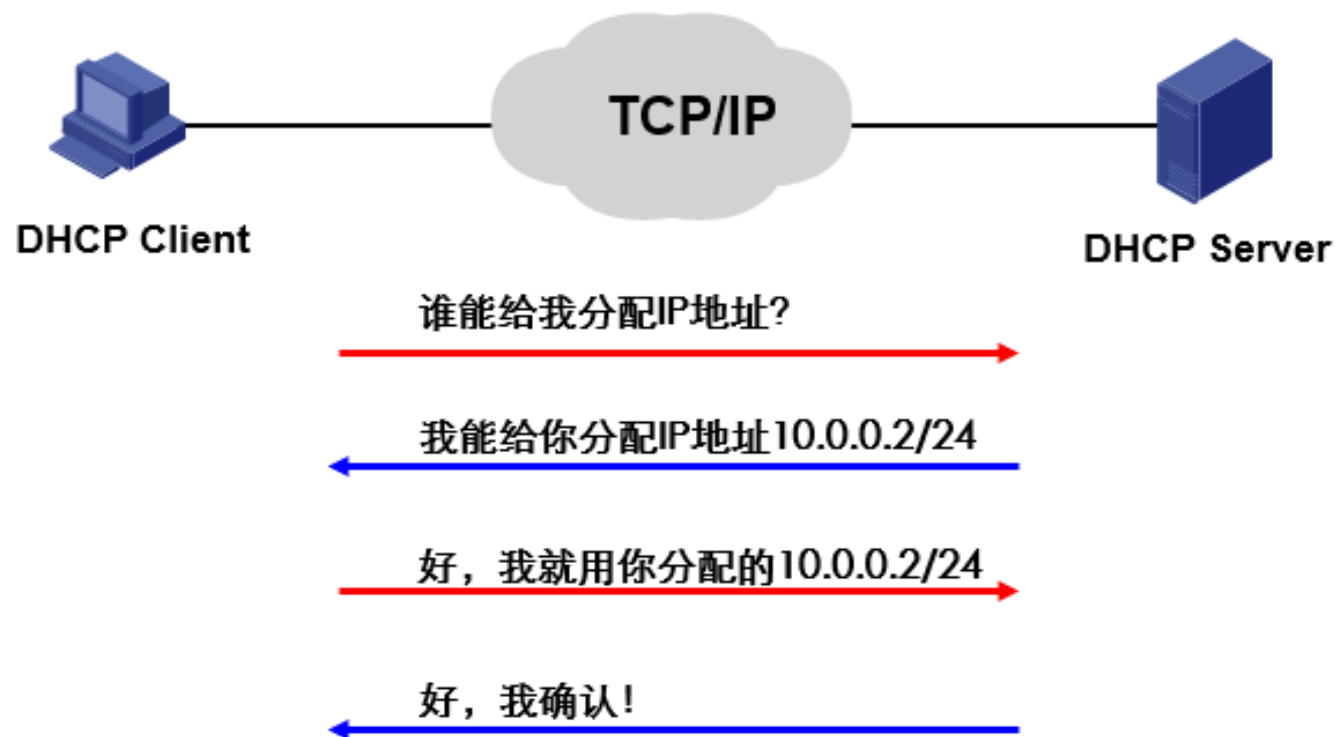 TCP/IP
DHCP Client
DHCP Server
谁能给我分配IP地址?
我能给你分配IP地址10.0.0.2/24
好，我就用你分配的10.0.0.2/24
好，我确认!